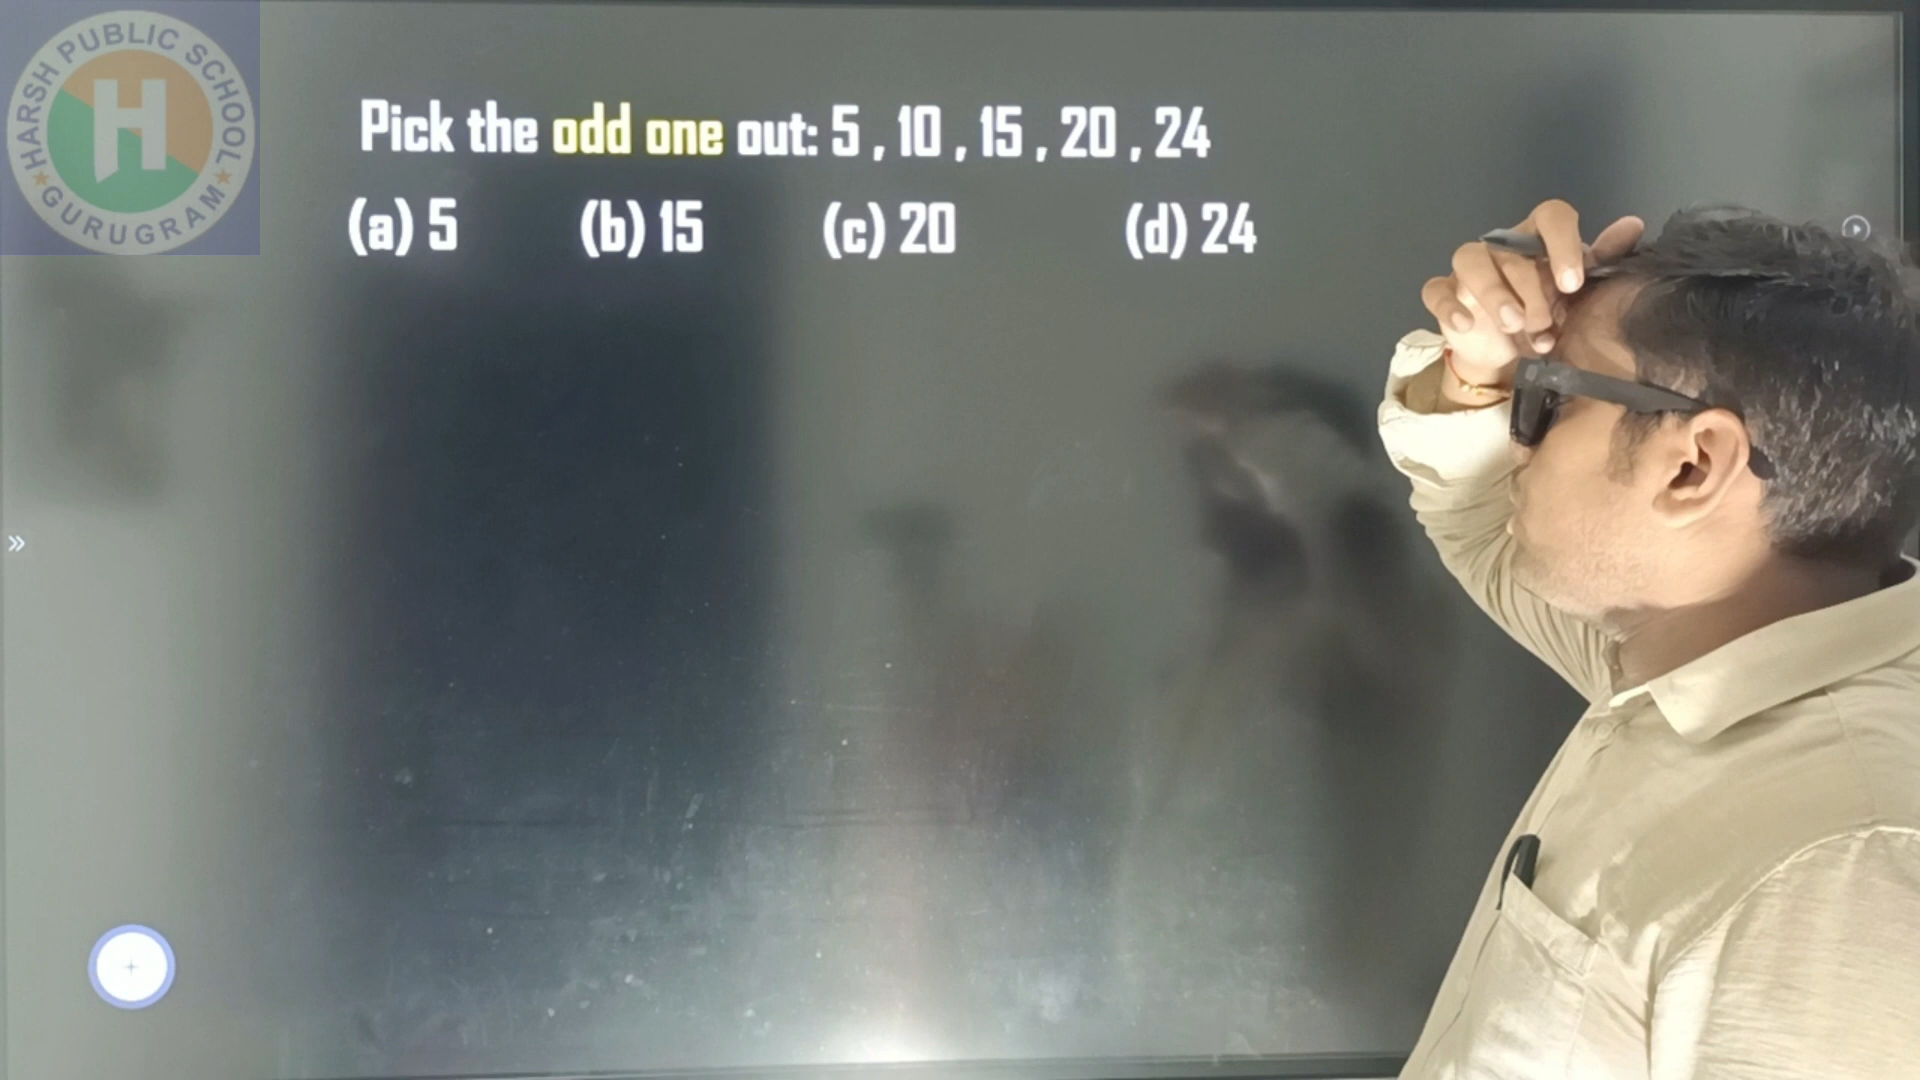 HARSH PUBLIC SCHOOL
H
GURUGRAM
Pick the odd one out: 5 , 10 , 15 , 20 , 24
(a) 5 (b) 15 (c) 20 (d) 24